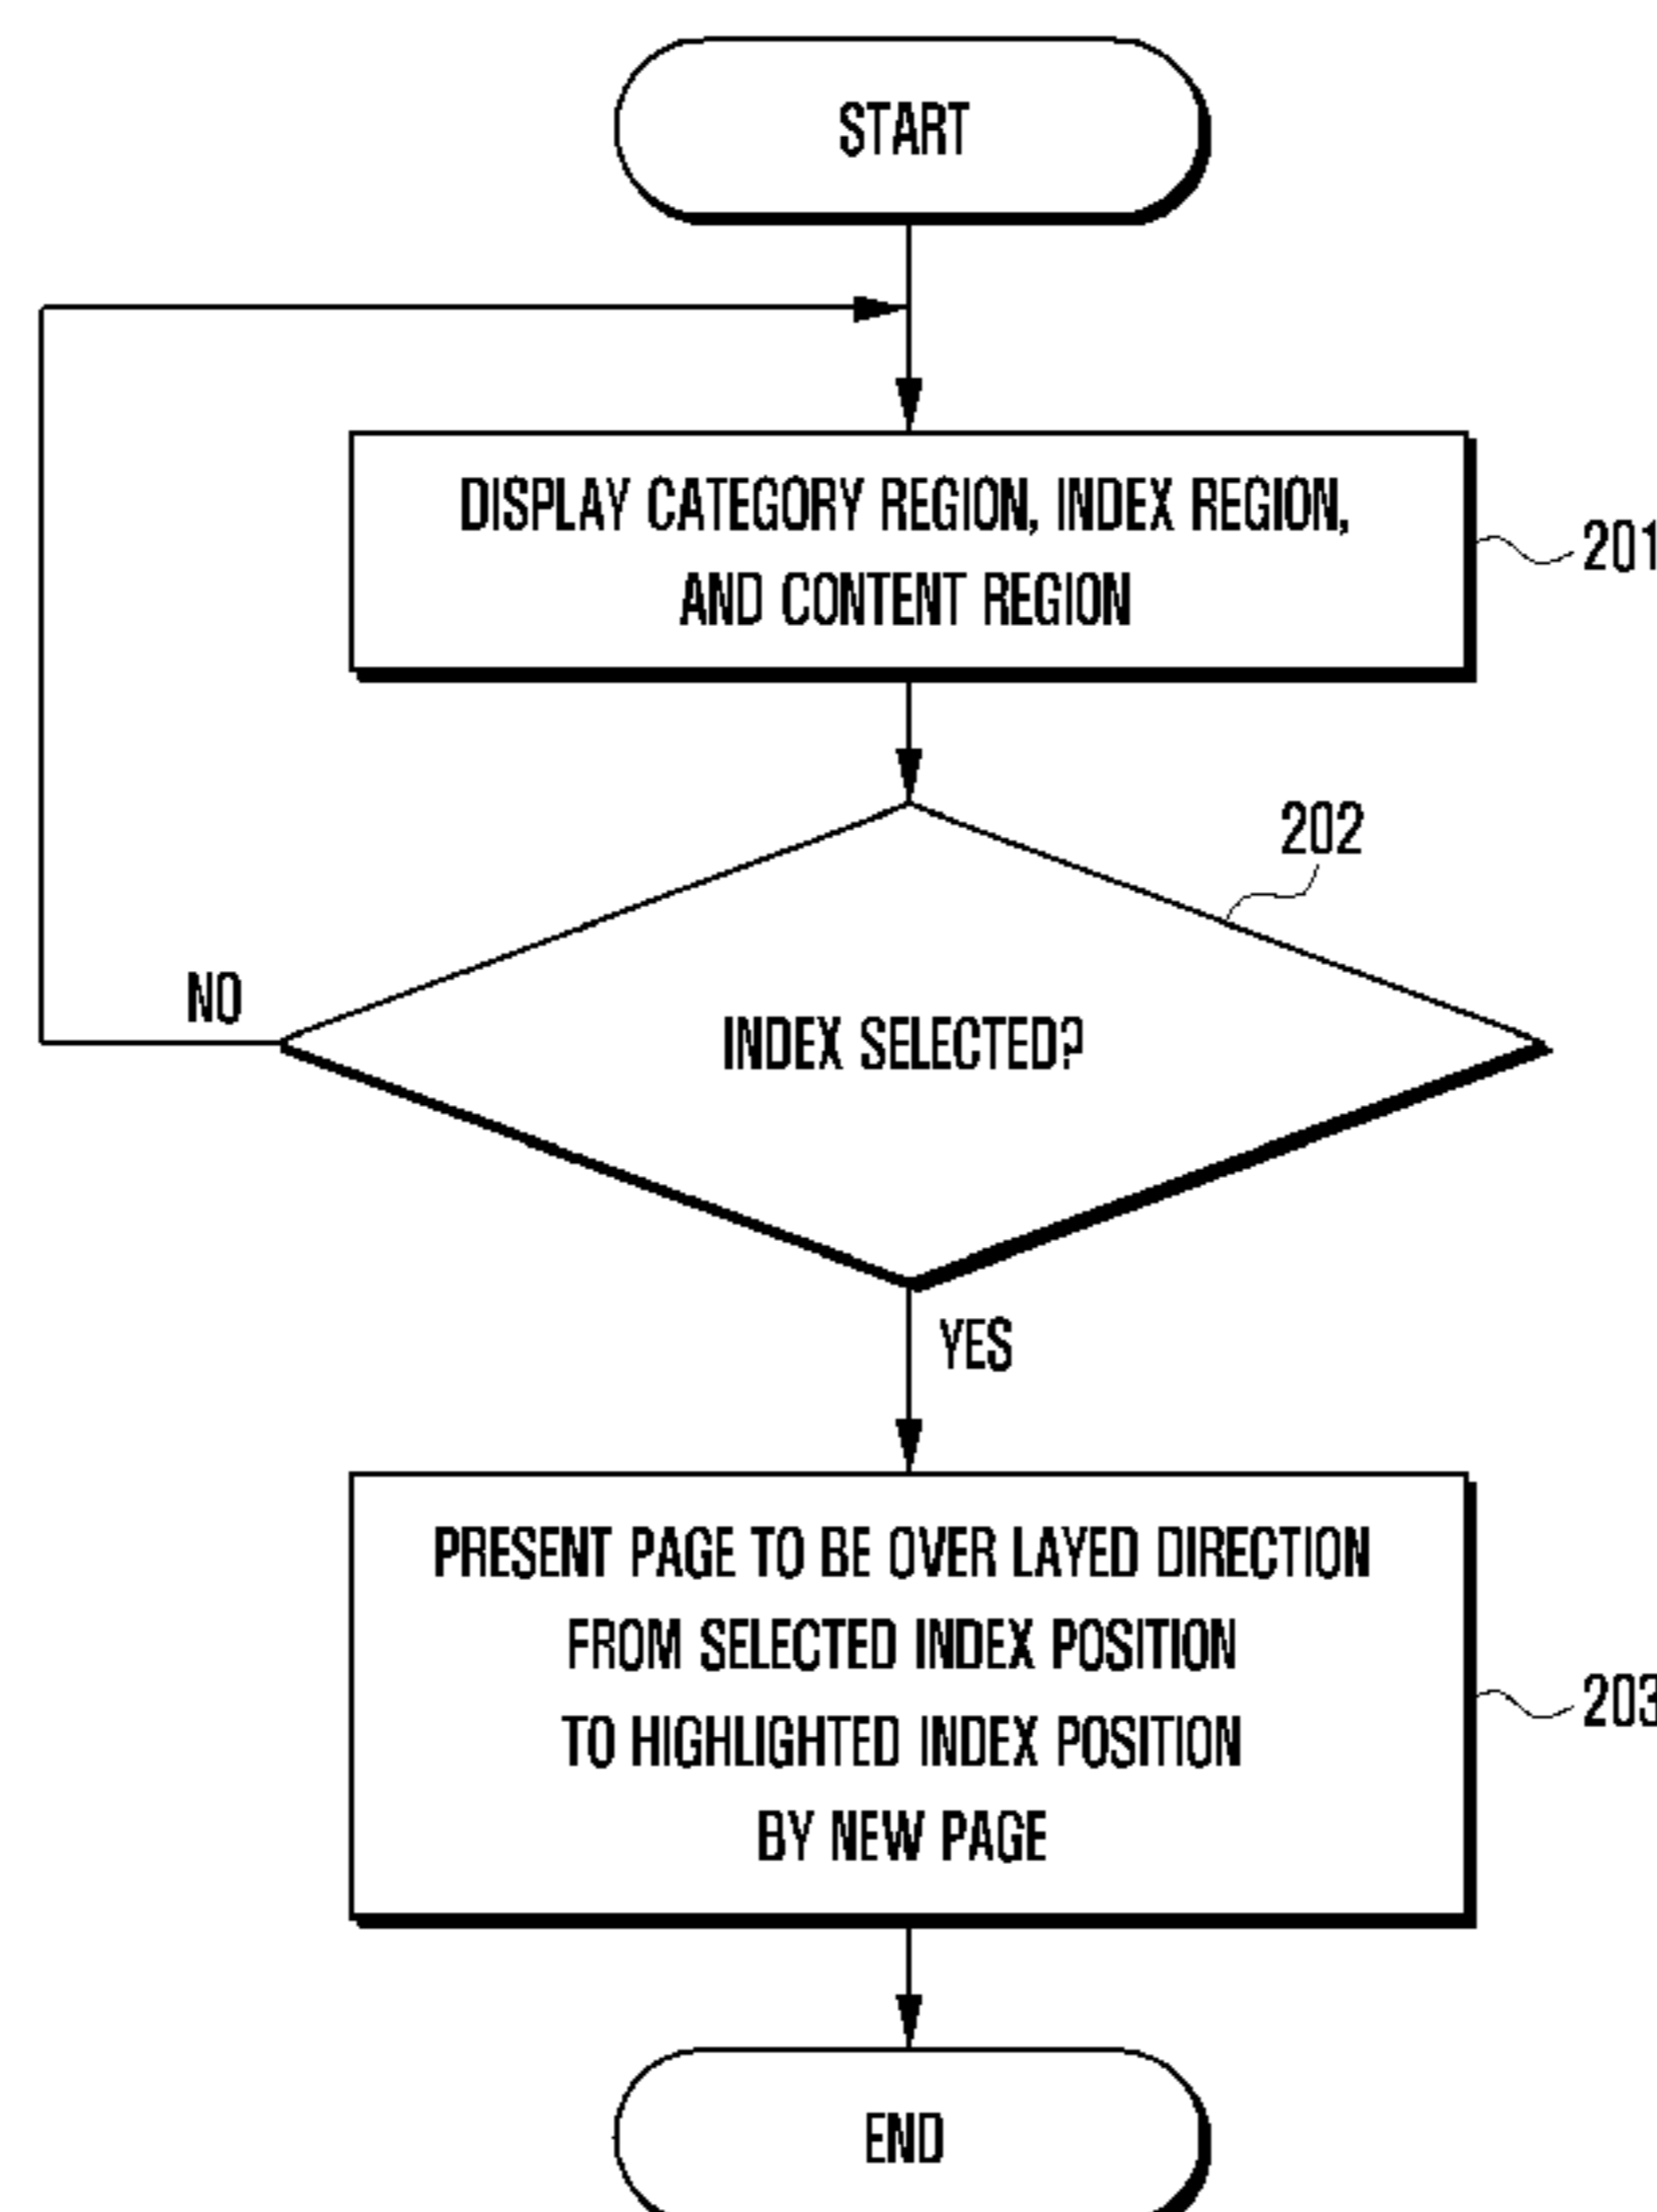 START
DISPLAY CATEGORY REGION, INDEX REGION,
AND CONTENT REGION
201
202
NO
INDEX SELECTED?
YES
PRESENT PAGE TO BE OVER LAYED DIRECTION
FROM SELECTED INDEX POSITION
TO HIGHLIGHTED INDEX POSITION
BY NEW PAGE
203
END